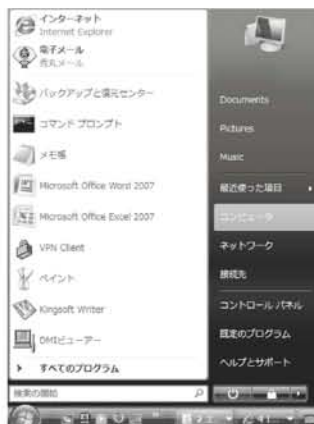 インターネット
Internet Explorer
電子メール
秀丸メール
バックアップと復元センター
コマンド プロンプト
メモ帳
Microsoft Office Word 2007
Microsoft Office Excel 2007
VPN Client
ペイント
Kingsoft Writer
DMIビューアー
すべてのプログラム
検索の開始
Documents
Pictures
Music
最近使った項目
コンピュータ
ネットワーク
接続先
コントロール パネル
既定のプログラム
ヘルプとサポート